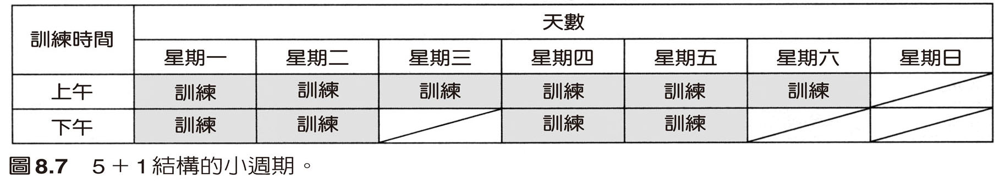 訓練時間 天數
星期一 星期二 星期三 星期四 星期五 星期六 星期日
上午 訓練 訓練 訓練 訓練 訓練 訓練
下午 訓練 訓練 訓練 訓練
圖8.7 5+1結構的小週期。